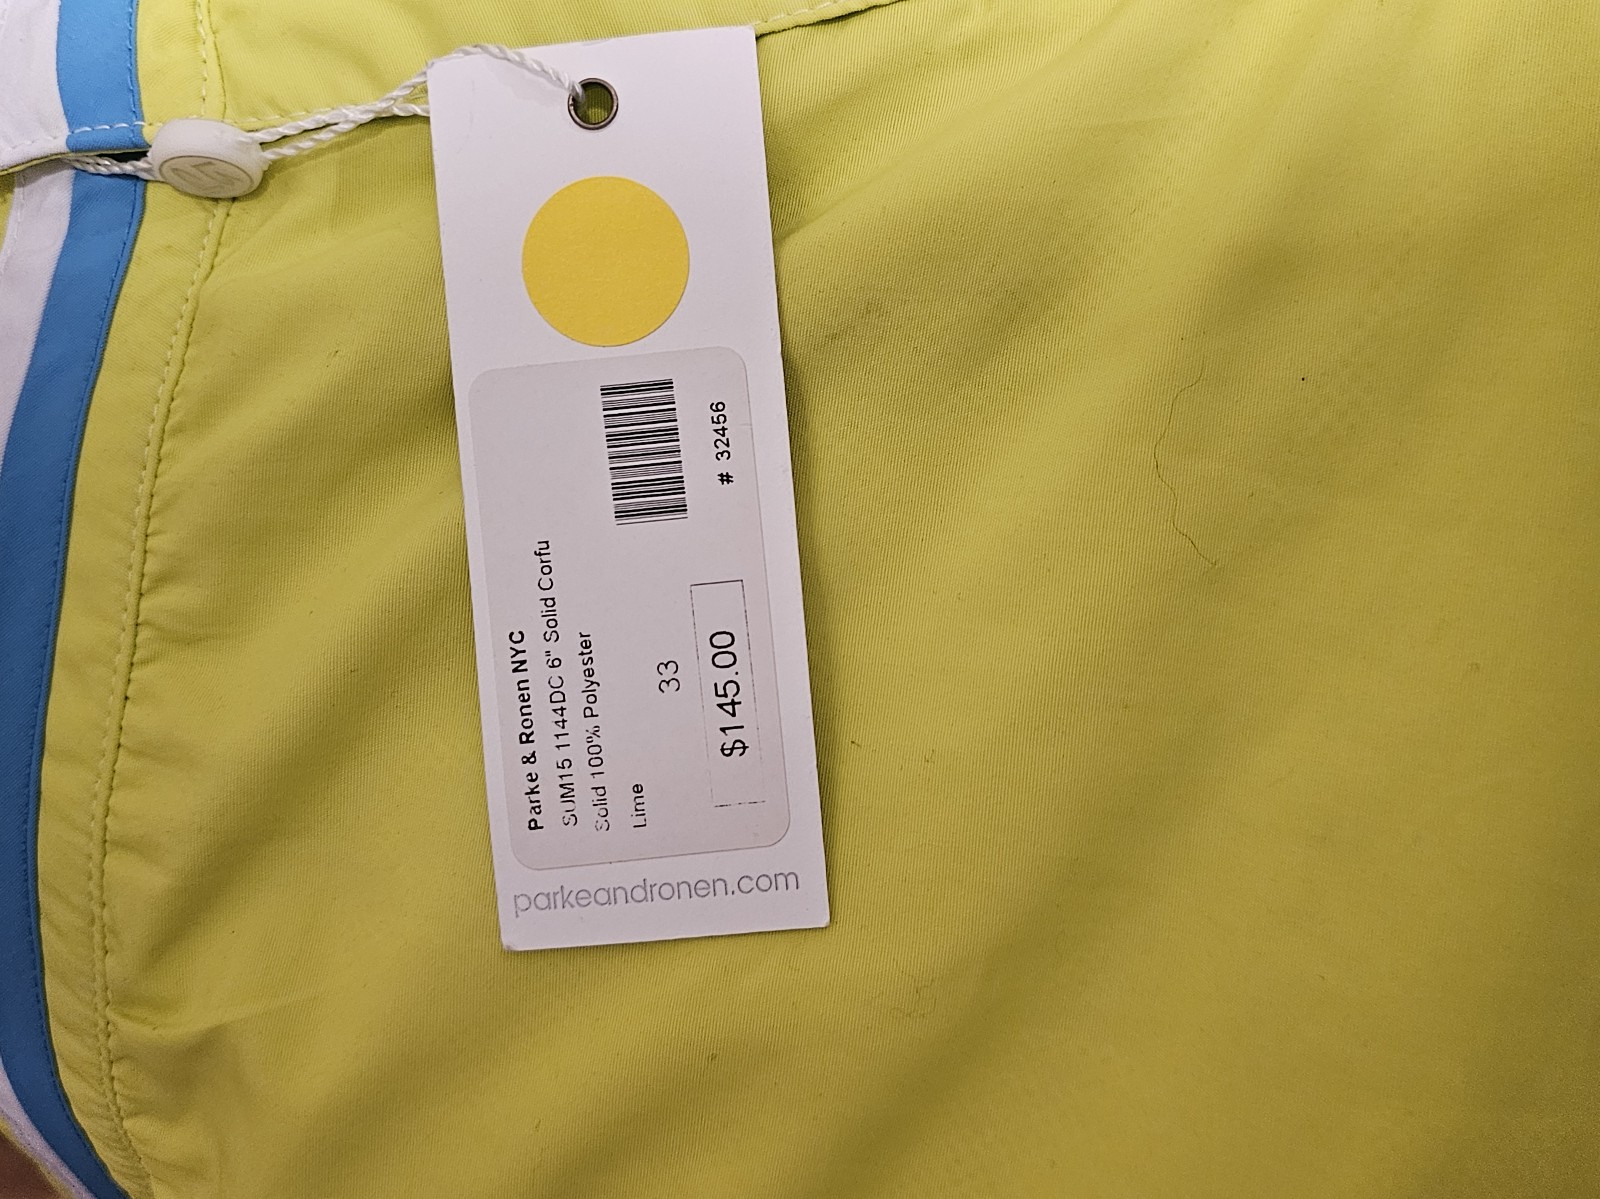 Parke & Ronen NYC
SUM15 1144DC 6" Solid Corfu
Solid 100% Polyester
Lime
33
$145.00
# 32456
parkeandronen.com